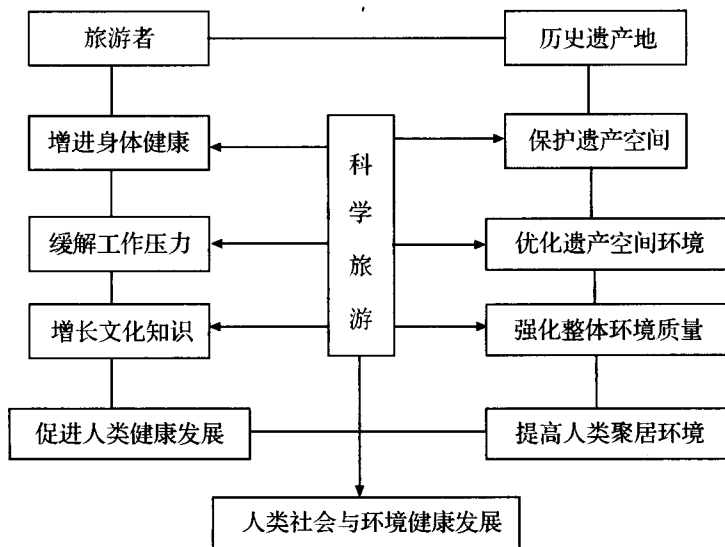 旅游者
历史遗产地
增进身体健康
科学旅游
保护遗产空间
缓解工作压力
优化遗产空间环境
增长文化知识
强化整体环境质量
促进人类健康发展
提高人类聚居环境
人类社会与环境健康发展